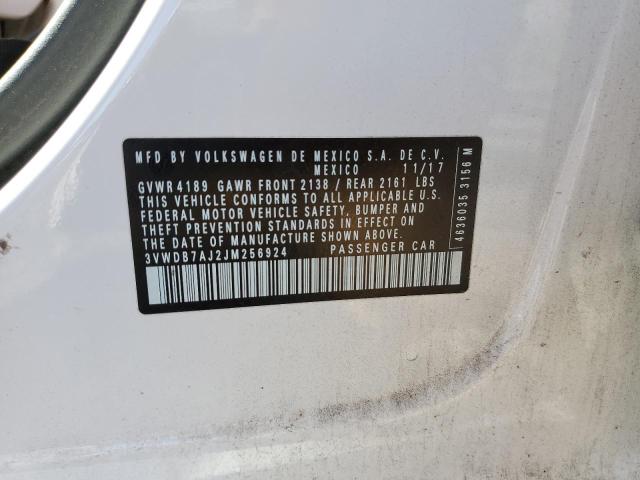 MFD BY VOLKSWAGEN DE MEXICO S.A. DE C.V.
MEXICO 11/17
GVWR 4189 GAWR FRONT 2138 / REAR 2161 LBS
THIS VEHICLE CONFORMS TO ALL APPLICABLE U.S.
FEDERAL MOTOR VEHICLE SAFETY, BUMPER AND
THEFT PREVENTION STANDARDS IN EFFECT ON
THE DATE OF MANUFACTURE SHOWN ABOVE.
3VWDB7AJ2JM256924 PASSENGER CAR
4636035 3156 M